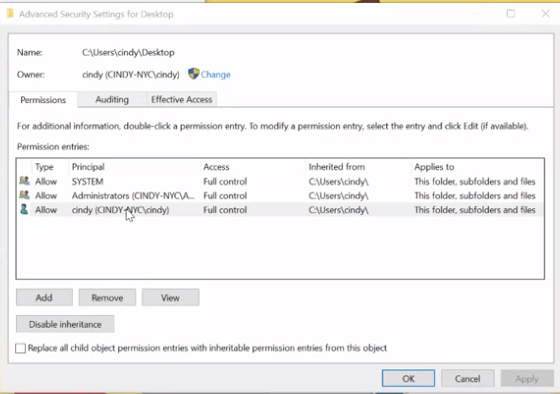 Advanced Security Settings for Desktop
Name: C:\Users\cindy\Desktop
Owner: cindy (CINDY-NYC\cindy) Change
Permissions Auditing Effective Access
For additional information, double-click a permission entry. To modify a permission entry, select the entry and click Edit (if available).
Permission entries:
Type Principal Access Inherited from Applies to
Allow SYSTEM Full control C:\Users\cindy\ This folder, subfolders and files
Allow Administrators (CINDY-NYC\A... Full control C:\Users\cindy\ This folder, subfolders and files
Allow cindy (CINDY-NYC\cindy) Full control C:\Users\cindy\ This folder, subfolders and files
Add Remove View
Disable inheritance
Replace all child object permission entries with inheritable permission entries from this object
OK Cancel Apply